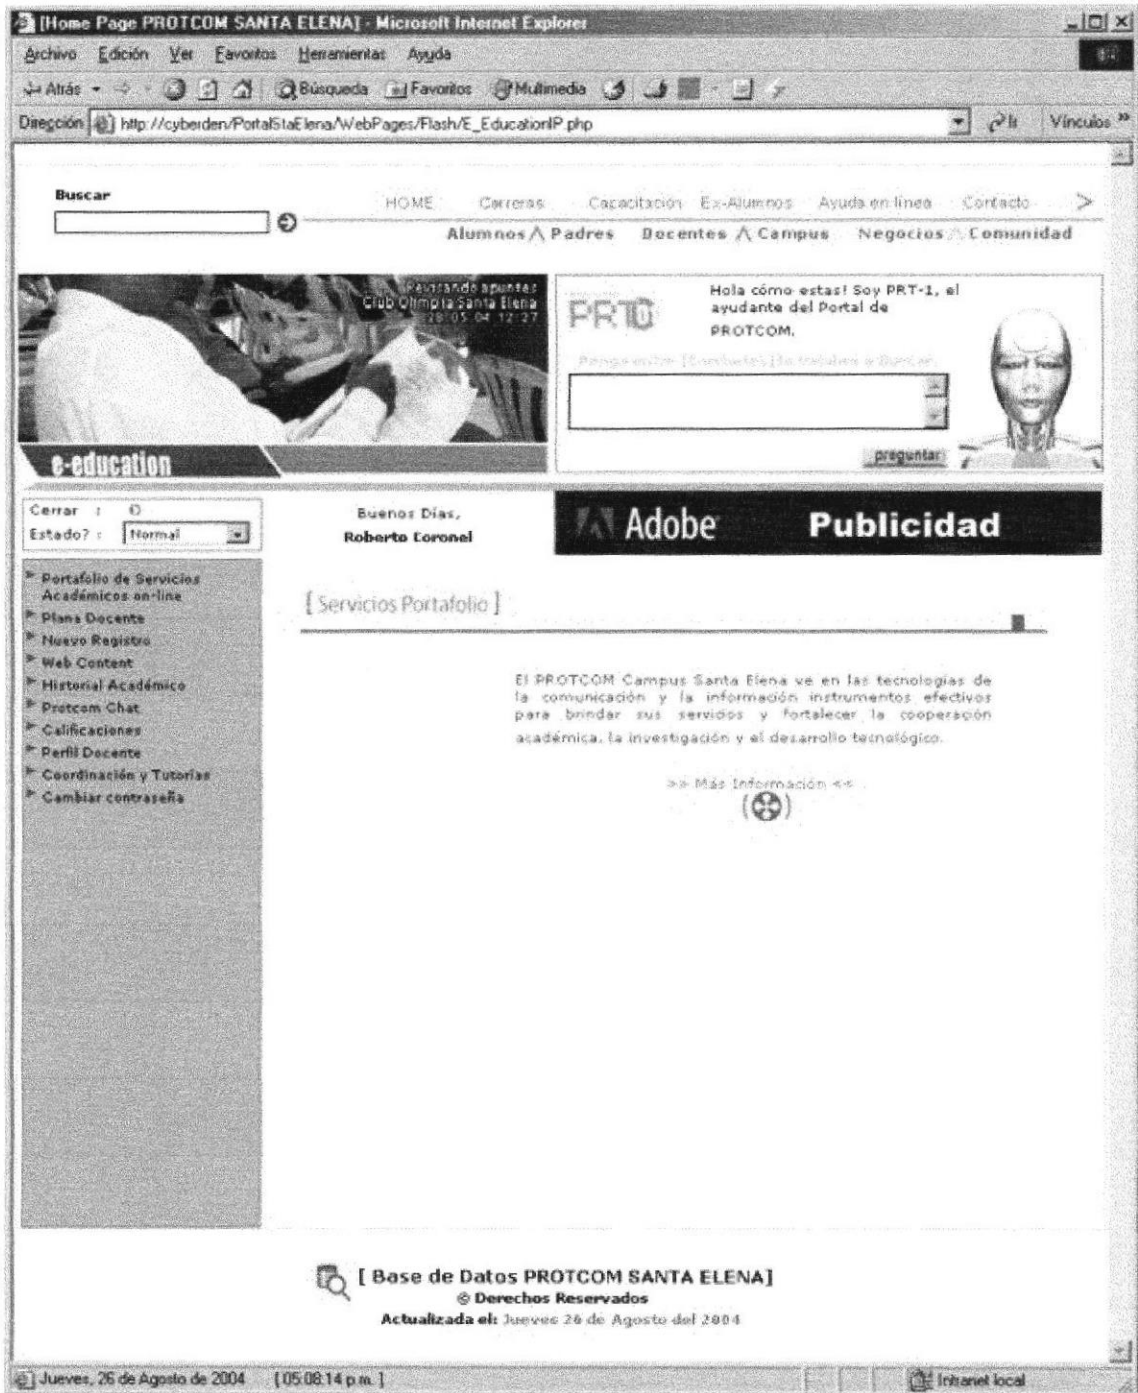 [Home Page PROTCOM SANTA ELENA] - Microsoft Internet Explorer
Archivo Edición Ver Favoritos Herramientas Ayuda
Atrás Búsqueda Favoritos Multimedia
Dirección http://cyberden/PortalStaElena/WebPages/Flash/E_EducationIP.php Ir Vínculos »
Buscar
HOME Carreras Capacitación Ex-Alumnos Ayuda en línea Contacto >
Alumnos Padres Docentes Campus Negocios Comunidad
Revisando apuntes
Club Olimpia Santa Elena
28 05 04 12:27
e-education
Hola cómo estas! Soy PRT-1, el
ayudante del Portal de
PROTCOM.
preguntar
Cerrar :
Estado? : Normal
Buenos Días,
Roberto Coronel
Adobe Publicidad
Portafolio de Servicios
Académicos on-line
Plana Docente
Nuevo Registro
Web Content
Historial Académico
Protcom Chat
Calificaciones
Perfil Docente
Coordinación y Tutorías
Cambiar contraseña
[ Servicios Portafolio ]
El PROTCOM Campus Santa Elena ve en las tecnologías de
la comunicación y la información instrumentos efectivos
para brindar sus servicios y fortalecer la cooperación
académica, la investigación y el desarrollo tecnológico.
>> Más Información <<
[ Base de Datos PROTCOM SANTA ELENA]
© Derechos Reservados
Actualizada el: Jueves 26 de Agosto del 2004
Jueves, 26 de Agosto de 2004 [ 05:08:14 p.m. ] Intranet local